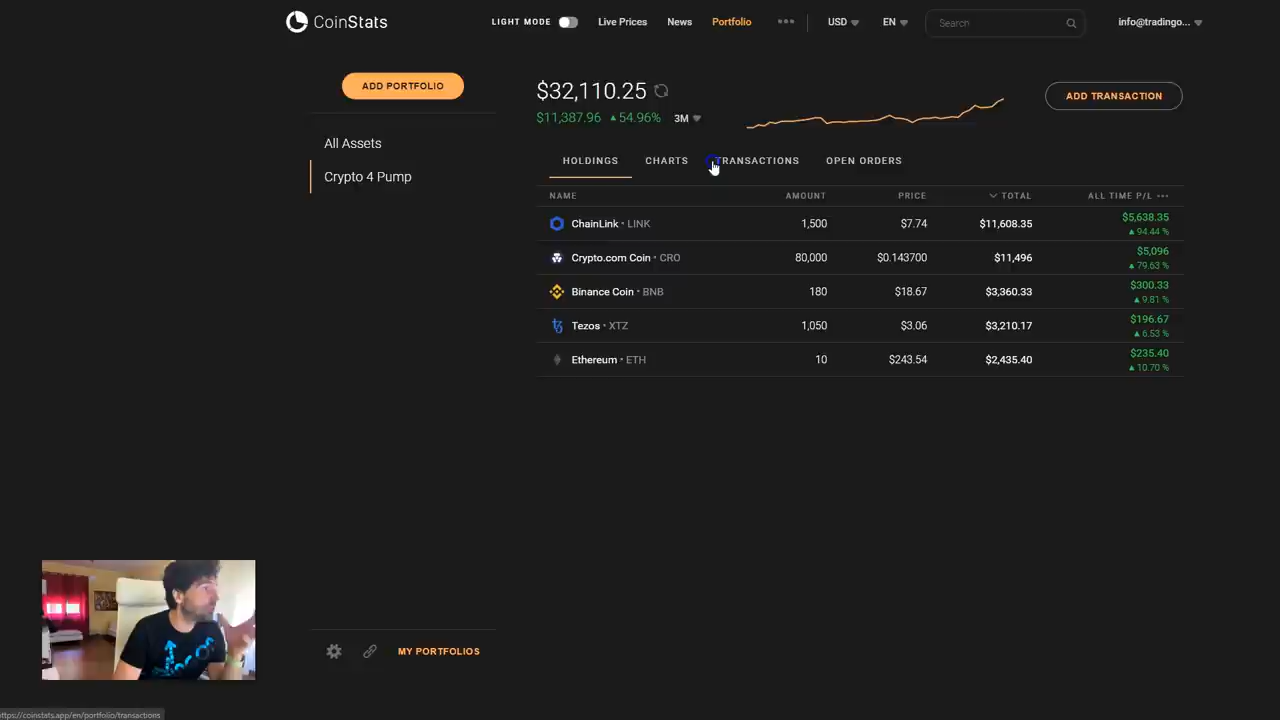 CoinStats
LIGHT MODE
Live Prices
News
Portfolio
USD
EN
Search
info@tradingo...
ADD PORTFOLIO
All Assets
Crypto 4 Pump
$32,110.25
$11,387.96 ▲ 54.96% 3M
ADD TRANSACTION
HOLDINGS CHARTS TRANSACTIONS OPEN ORDERS
NAME AMOUNT PRICE TOTAL ALL TIME P/L
ChainLink • LINK 1,500 $7.74 $11,608.35 $5,638.35
▲ 94.44 %
Crypto.com Coin • CRO 80,000 $0.143700 $11,496 $5,096
▲ 79.63 %
Binance Coin • BNB 180 $18.67 $3,360.33 $300.33
▲ 9.81 %
Tezos • XTZ 1,050 $3.06 $3,210.17 $196.67
▲ 6.53 %
Ethereum • ETH 10 $243.54 $2,435.40 $235.40
▲ 10.70 %
MY PORTFOLIOS
https://coinstats.app/en/portfolio/transactions